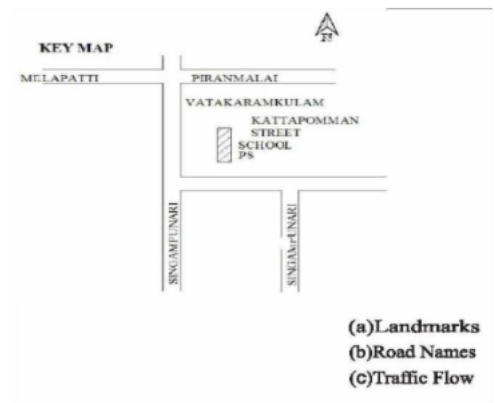 KEY MAP
MELAPATTI
PIRANMALAI
VATAKARAMKULAM
KATTAPOMMAN
STREET
SCHOOL
PS
SINGAMPUNARI
(a)Landmarks
(b)Road Names
(c)Traffic Flow